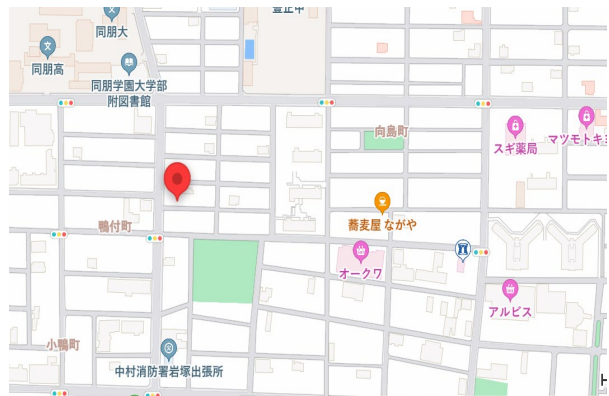 豊正中
同朋大
同朋高
同朋学園大学部
附図書館
向島町
スギ薬局
マツモトキヨ
鴨付町
蕎麦屋 ながや
オークワ
アルビス
小鴨町
中村消防署岩塚出張所
H